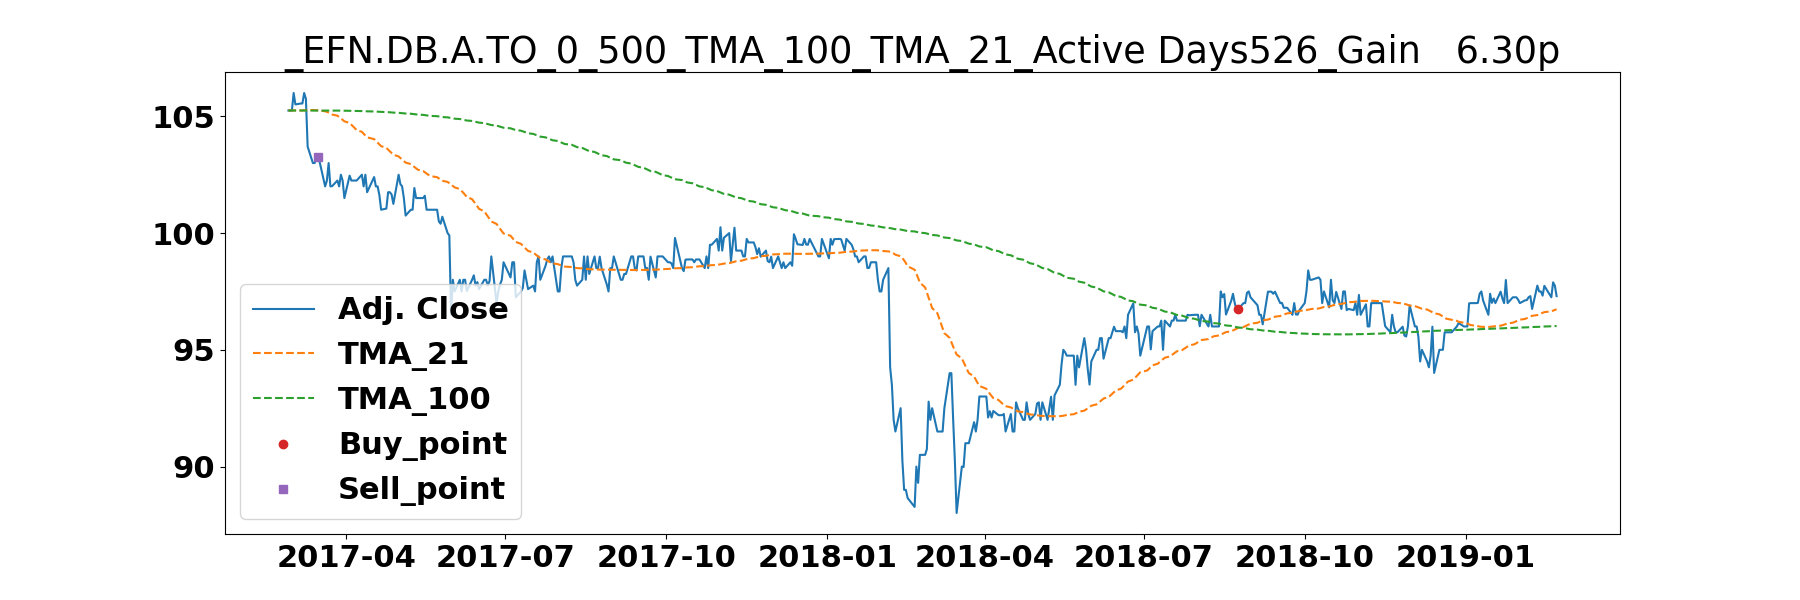 _EFN.DB.A.TO_0_500_TMA_100_TMA_21_Active Days526_Gain   6.30p
105
100
95
90
Adj. Close
TMA_21
TMA_100
Buy_point
Sell_point
2017-04 2017-07 2017-10 2018-01 2018-04 2018-07 2018-10 2019-01